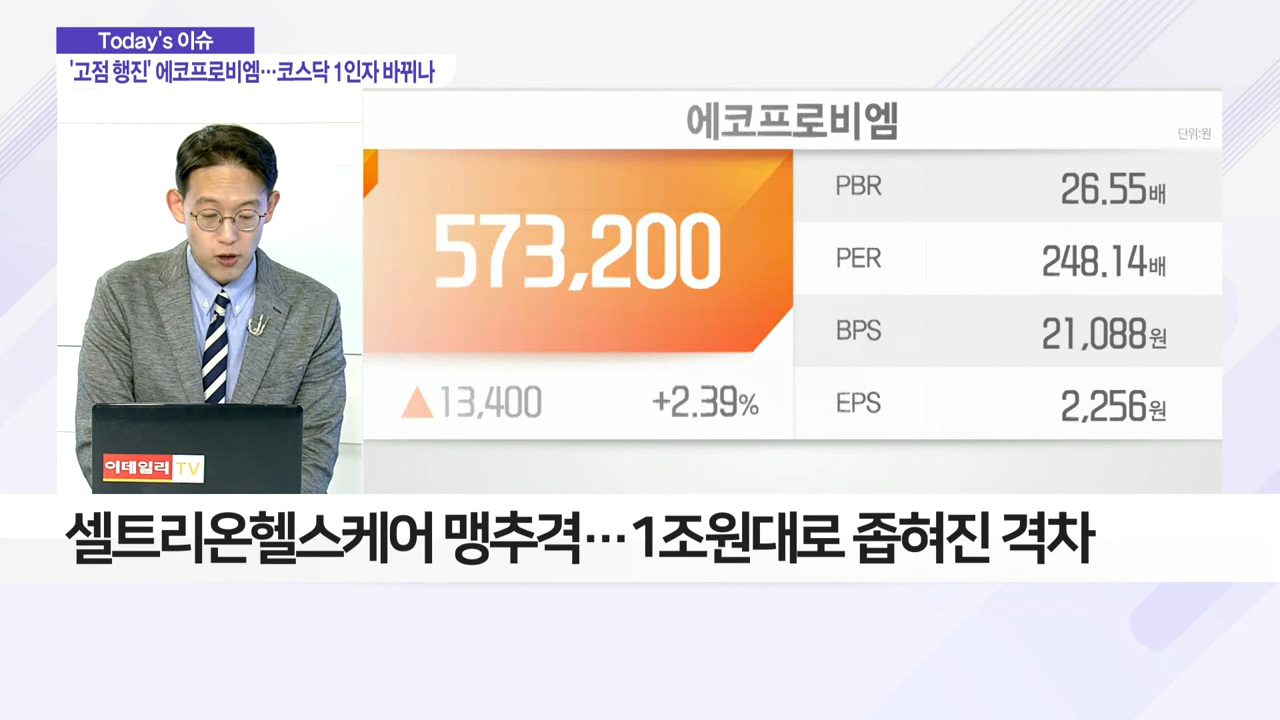 Today's 이슈
'고점 행진' 에코프로비엠…코스닥 1인자 바뀌나
에코프로비엠
단위:원
573,200
▲13,400 +2.39%
PBR 26.55배
PER 248.14배
BPS 21,088원
EPS 2,256원
이데일리TV
셀트리온헬스케어 맹추격…1조원대로 좁혀진 격차